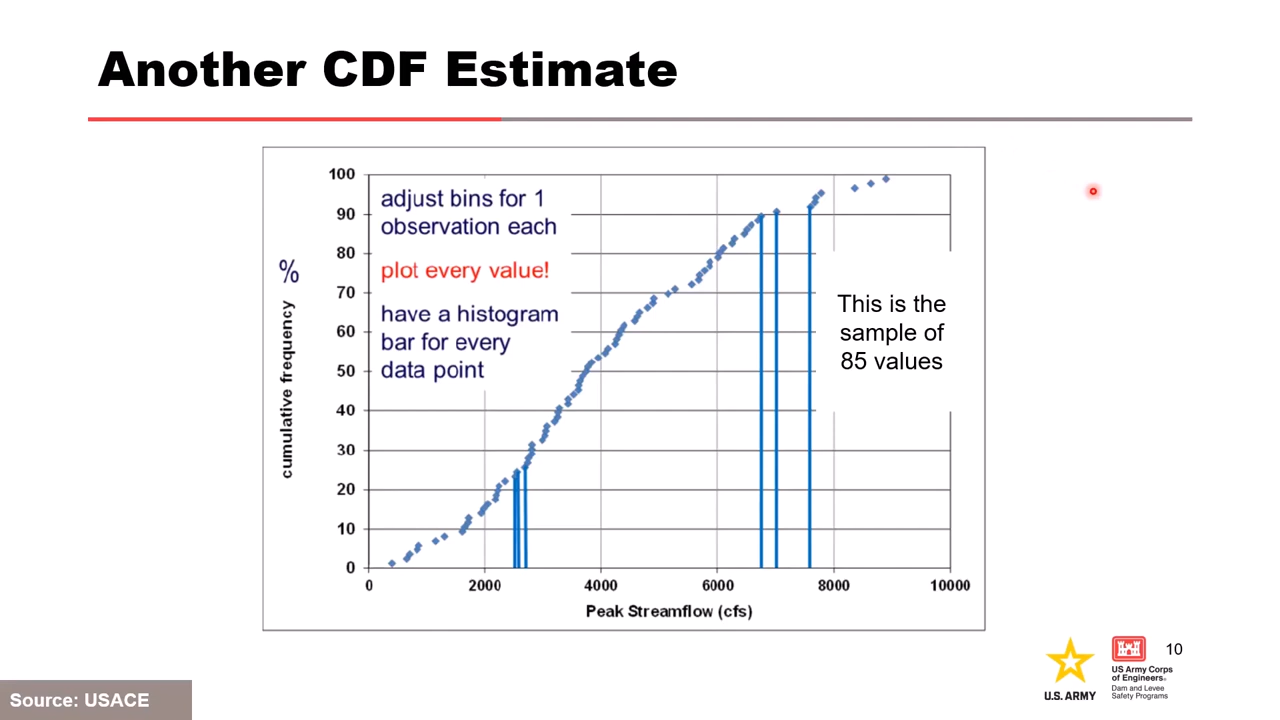 Another CDF Estimate
adjust bins for 1
observation each
plot every value!
have a histogram
bar for every
data point
This is the
sample of
85 values
%
cumulative frequency
100
90
80
70
60
50
40
30
20
10
0
0 2000 4000 6000 8000 10000
Peak Streamflow (cfs)
U.S. ARMY
US Army Corps
of Engineers®
Dam and Levee
Safety Programs
10
Source: USACE